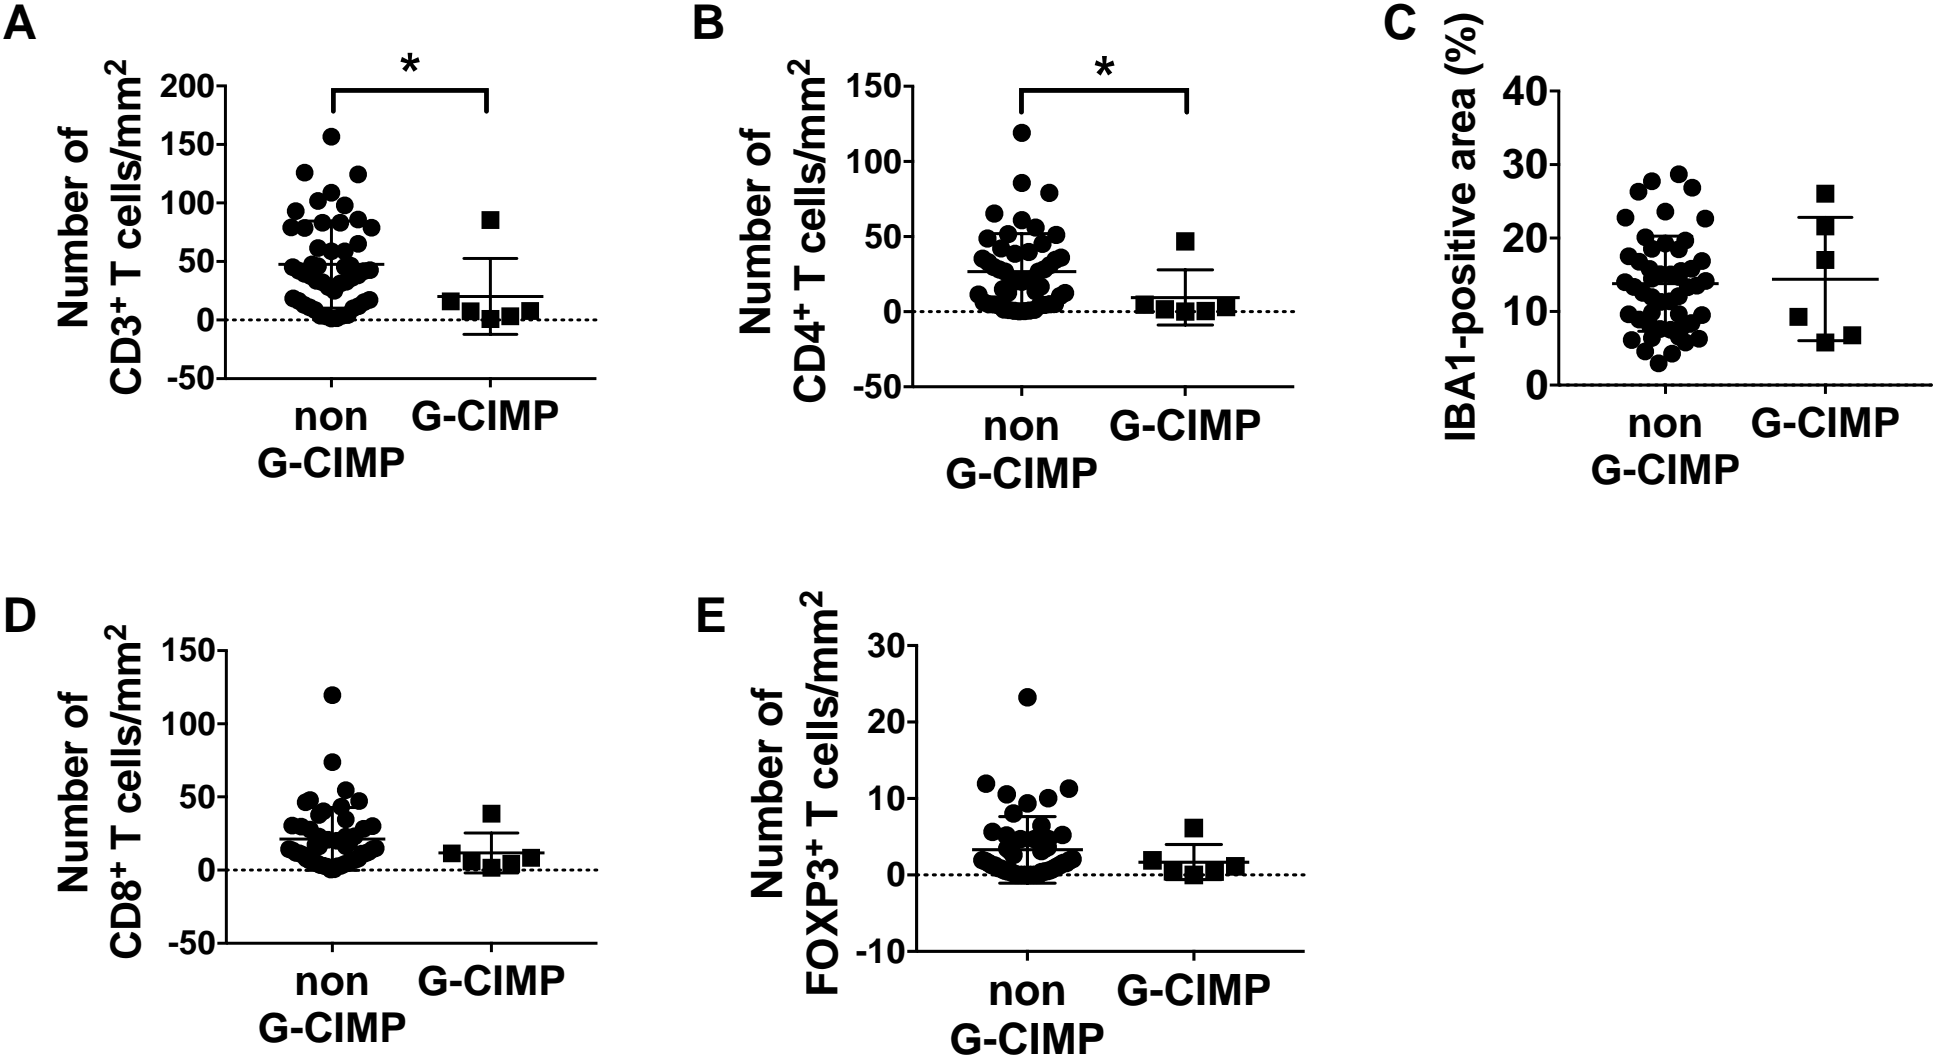 A
Number of
CD3⁺ T cells/mm²
200
150
100
50
0
-50
*
non
G-CIMP
G-CIMP
B
Number of
CD4⁺ T cells/mm²
150
100
50
0
-50
*
non
G-CIMP
G-CIMP
C
IBA1-positive area (%)
40
30
20
10
0
non
G-CIMP
G-CIMP
D
Number of
CD8⁺ T cells/mm²
150
100
50
0
-50
non
G-CIMP
G-CIMP
E
Number of
FOXP3⁺ T cells/mm²
30
20
10
0
-10
non
G-CIMP
G-CIMP